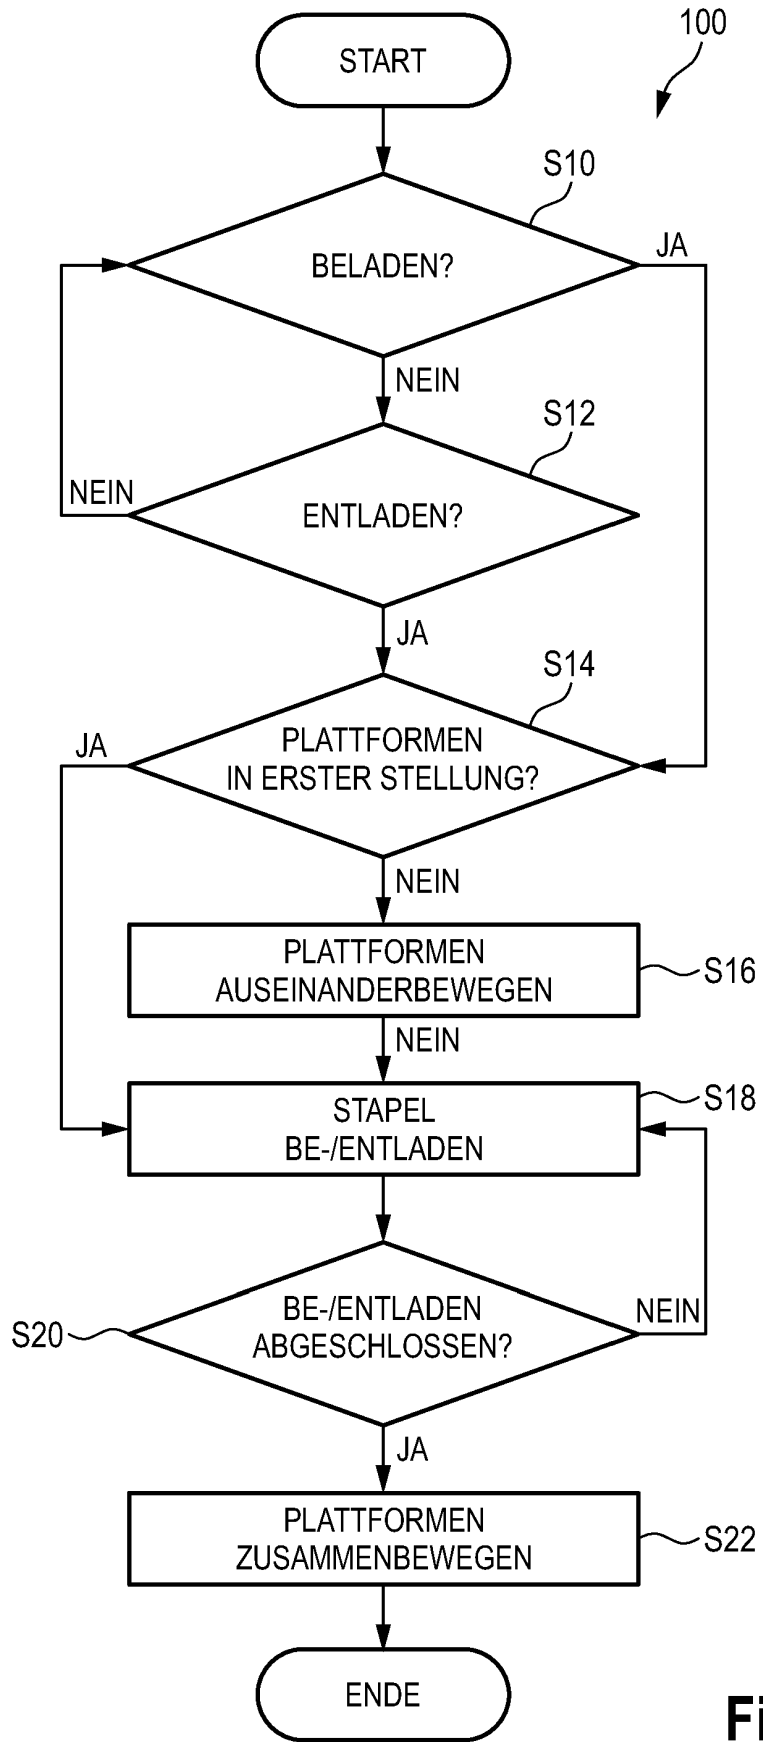 100
START
S10
BELADEN?
JA
NEIN
S12
NEIN
ENTLADEN?
JA
S14
JA
PLATTFORMEN
IN ERSTER STELLUNG?
NEIN
PLATTFORMEN
AUSEINANDERBEWEGEN
S16
NEIN
S18
STAPEL
BE-/ENTLADEN
S20
BE-/ENTLADEN
ABGESCHLOSSEN?
NEIN
JA
PLATTFORMEN
ZUSAMMENBEWEGEN
S22
ENDE
Fi